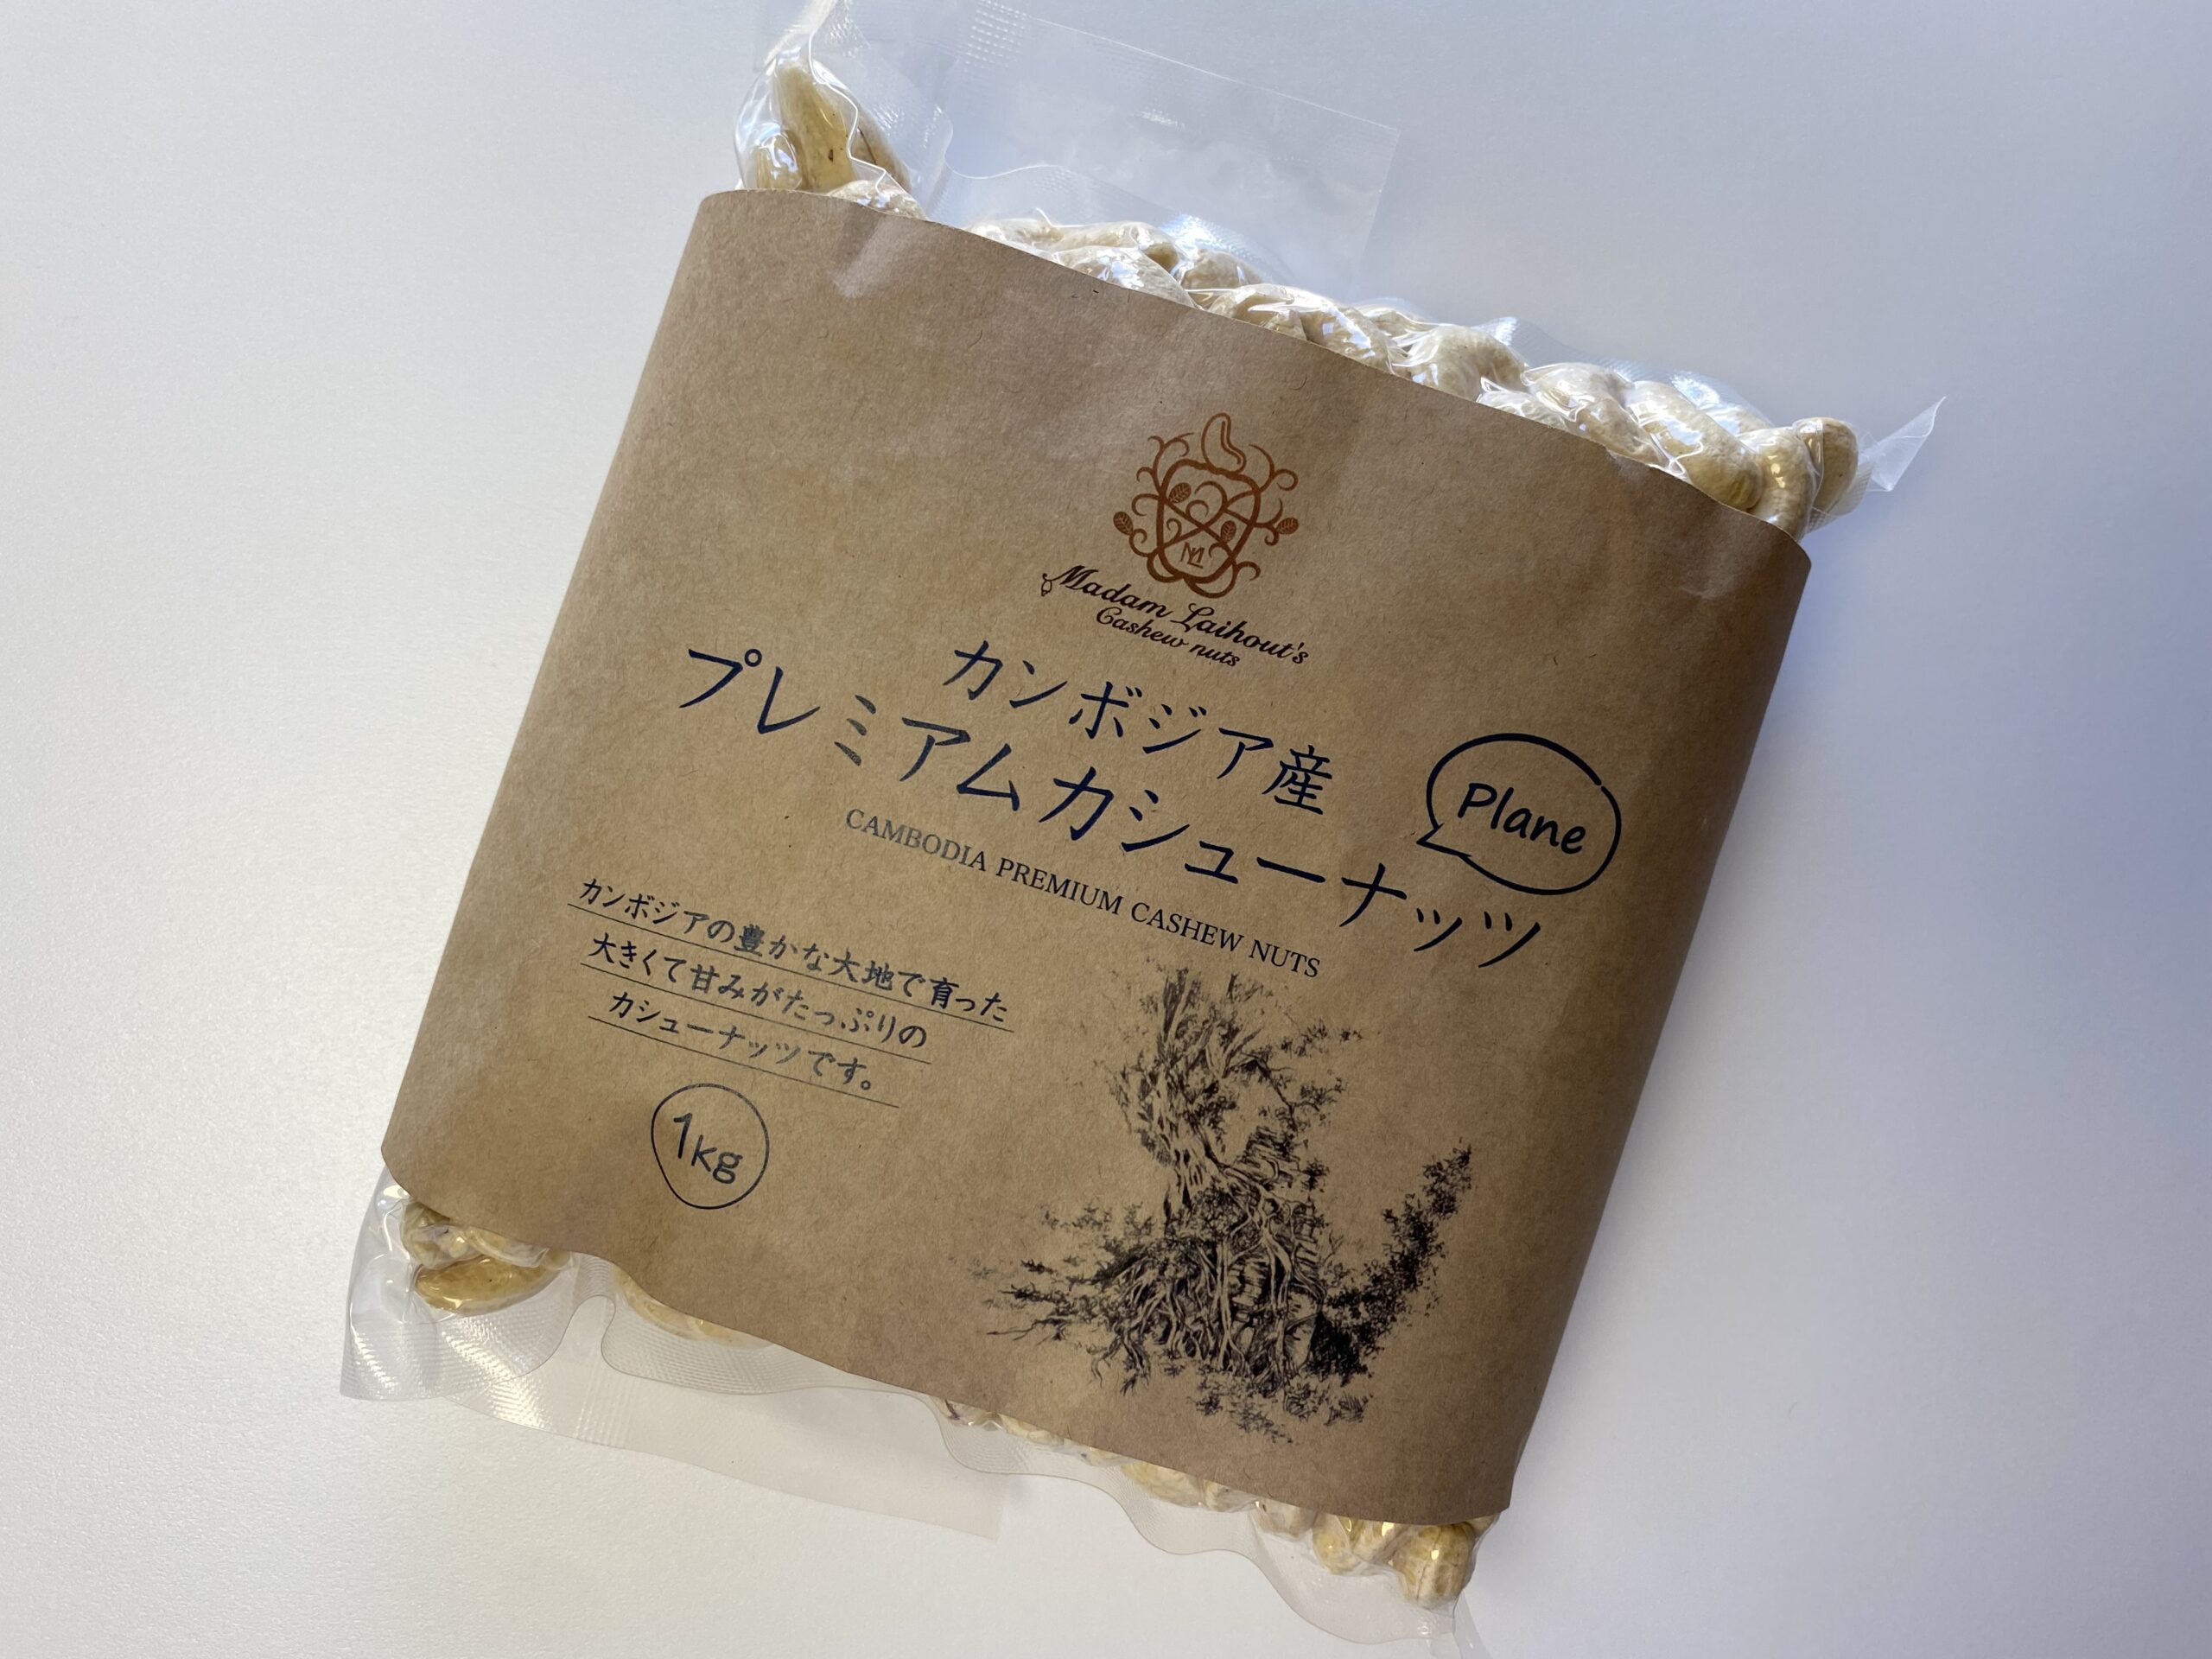 Madam Laihout's
Cashew nuts
カンボジア産
プレミアムカシューナッツ
Plane
CAMBODIA PREMIUM CASHEW NUTS
カンボジアの豊かな大地で育った
大きくて甘みがたっぷりの
カシューナッツです。
1kg